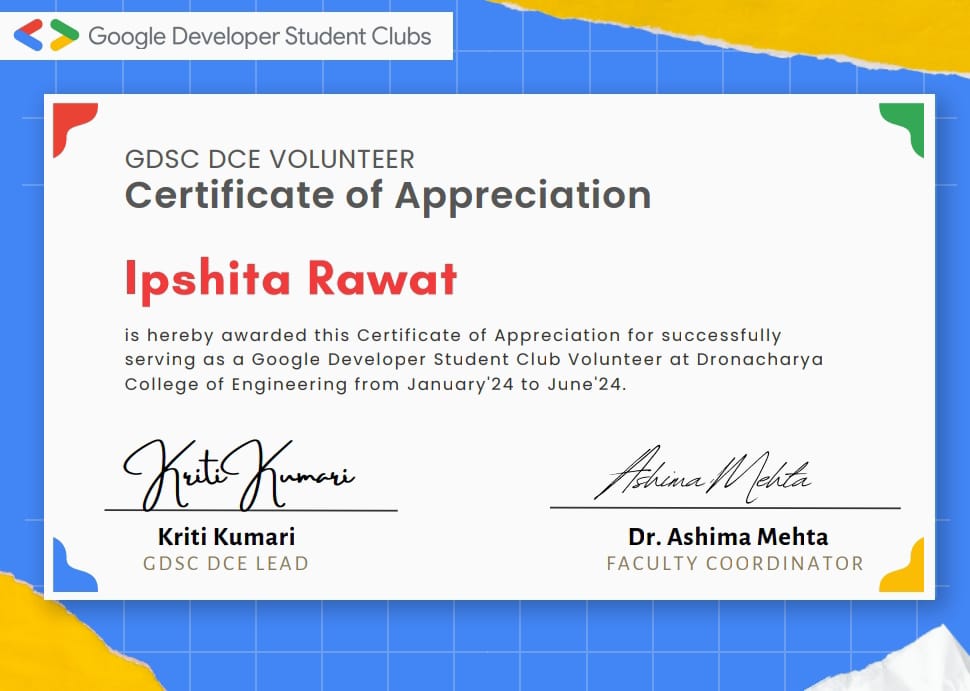 Google Developer Student Clubs
GDSC DCE VOLUNTEER
Certificate of Appreciation
Ipshita Rawat
is hereby awarded this Certificate of Appreciation for successfully
serving as a Google Developer Student Club Volunteer at Dronacharya
College of Engineering from January'24 to June'24.
Kriti Kumari
Ashima Mehta
Kriti Kumari
Dr. Ashima Mehta
GDSC DCE LEAD
FACULTY COORDINATOR